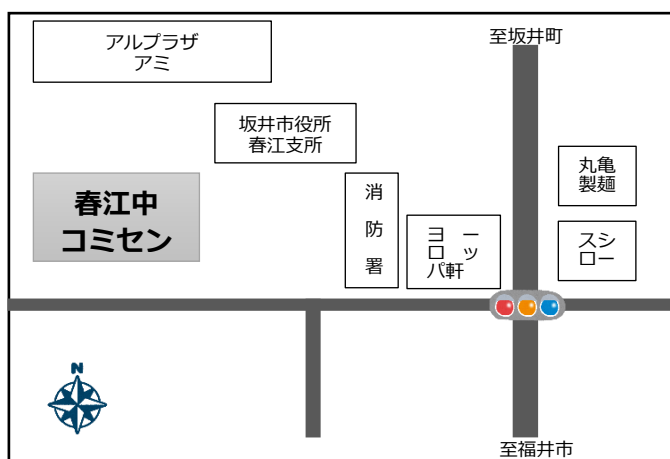 アルプラザ
アミ
至坂井町
坂井市役所
春江支所
丸亀
製麺
春江中
コミセン
消
防
署
ヨー
ロッ
パ軒
スシ
ロー
N
至福井市